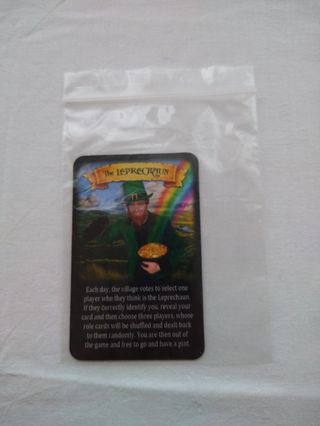 The LEPRECHAUN
Each day, the village votes to select one
player who they think is the Leprechaun.
If they correctly identify you, reveal your
card and then choose three players, whose
role cards will be shuffled and dealt back
to them randomly. You are then out of
the game and free to go and have a pint.